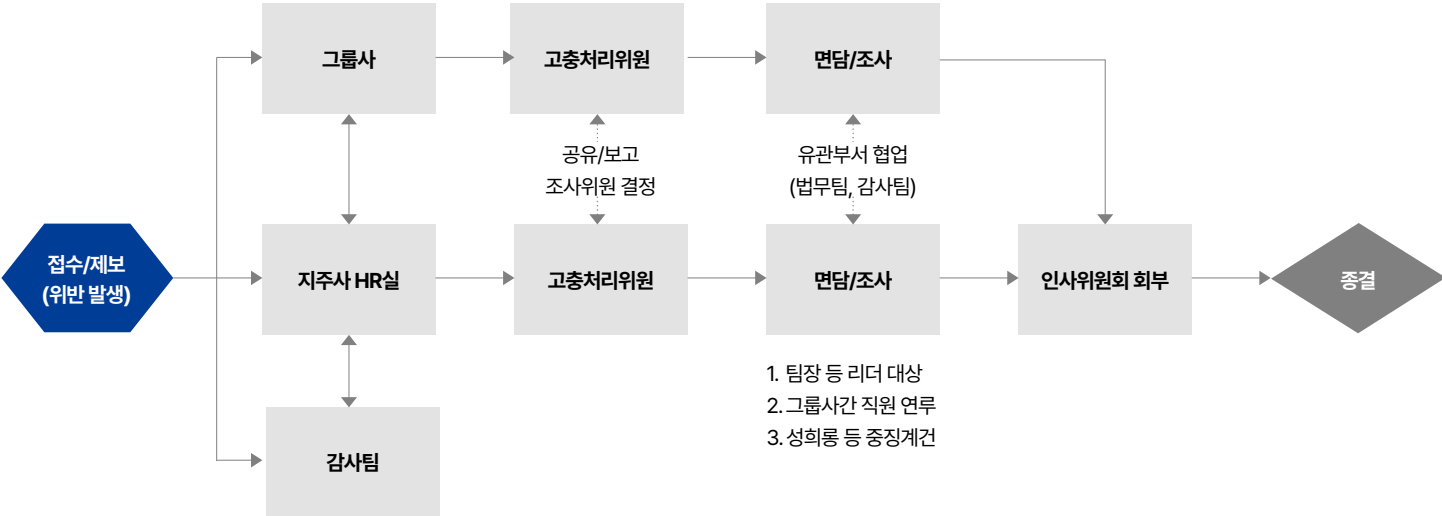 그룹사
고충처리위원
면담/조사
공유/보고
조사위원 결정
유관부서 협업
(법무팀, 감사팀)
접수/제보
(위반 발생)
지주사 HR실
고충처리위원
면담/조사
인사위원회 회부
종결
1. 팀장 등 리더 대상
2. 그룹사간 직원 연루
3. 성희롱 등 중징계건
감사팀